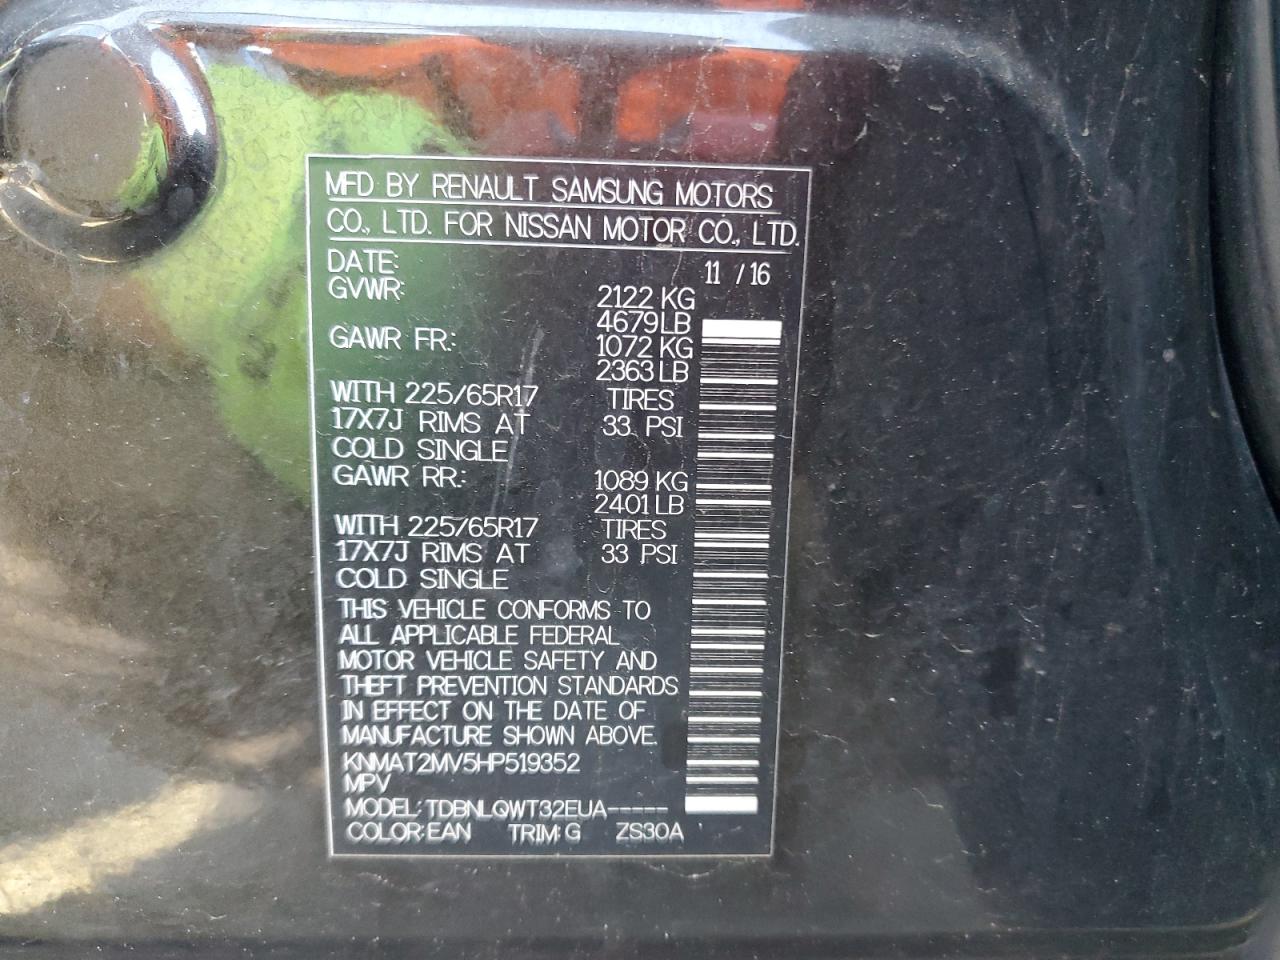 MFD BY RENAULT SAMSUNG MOTORS
CO., LTD. FOR NISSAN MOTOR CO., LTD.
DATE: 11 / 16
GVWR: 2122 KG
4679 LB
GAWR FR.: 1072 KG
2363 LB
WITH 225/65R17 TIRES
17X7J RIMS AT 33 PSI
COLD SINGLE
GAWR RR.: 1089 KG
2401 LB
WITH 225/65R17 TIRES
17X7J RIMS AT 33 PSI
COLD SINGLE
THIS VEHICLE CONFORMS TO
ALL APPLICABLE FEDERAL
MOTOR VEHICLE SAFETY AND
THEFT PREVENTION STANDARDS
IN EFFECT ON THE DATE OF
MANUFACTURE SHOWN ABOVE.
KNMAT2MV5HP519352
MPV
MODEL: TDBNLQWT32EUA-----
COLOR: EAN TRIM: G ZS30A